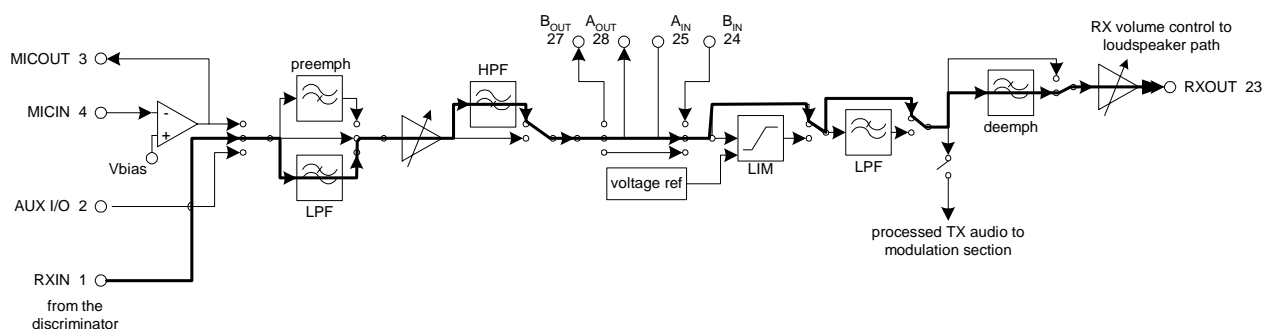 B_OUT A_OUT A_IN B_IN
27 28 25 24
RX volume control to
loudspeaker path
MICOUT 3
preemph
HPF
MICIN 4
-
+
RXOUT 23
deemph
Vbias
voltage ref
LIM
LPF
AUX I/O 2
LPF
processed TX audio to
modulation section
RXIN 1
from the
discriminator